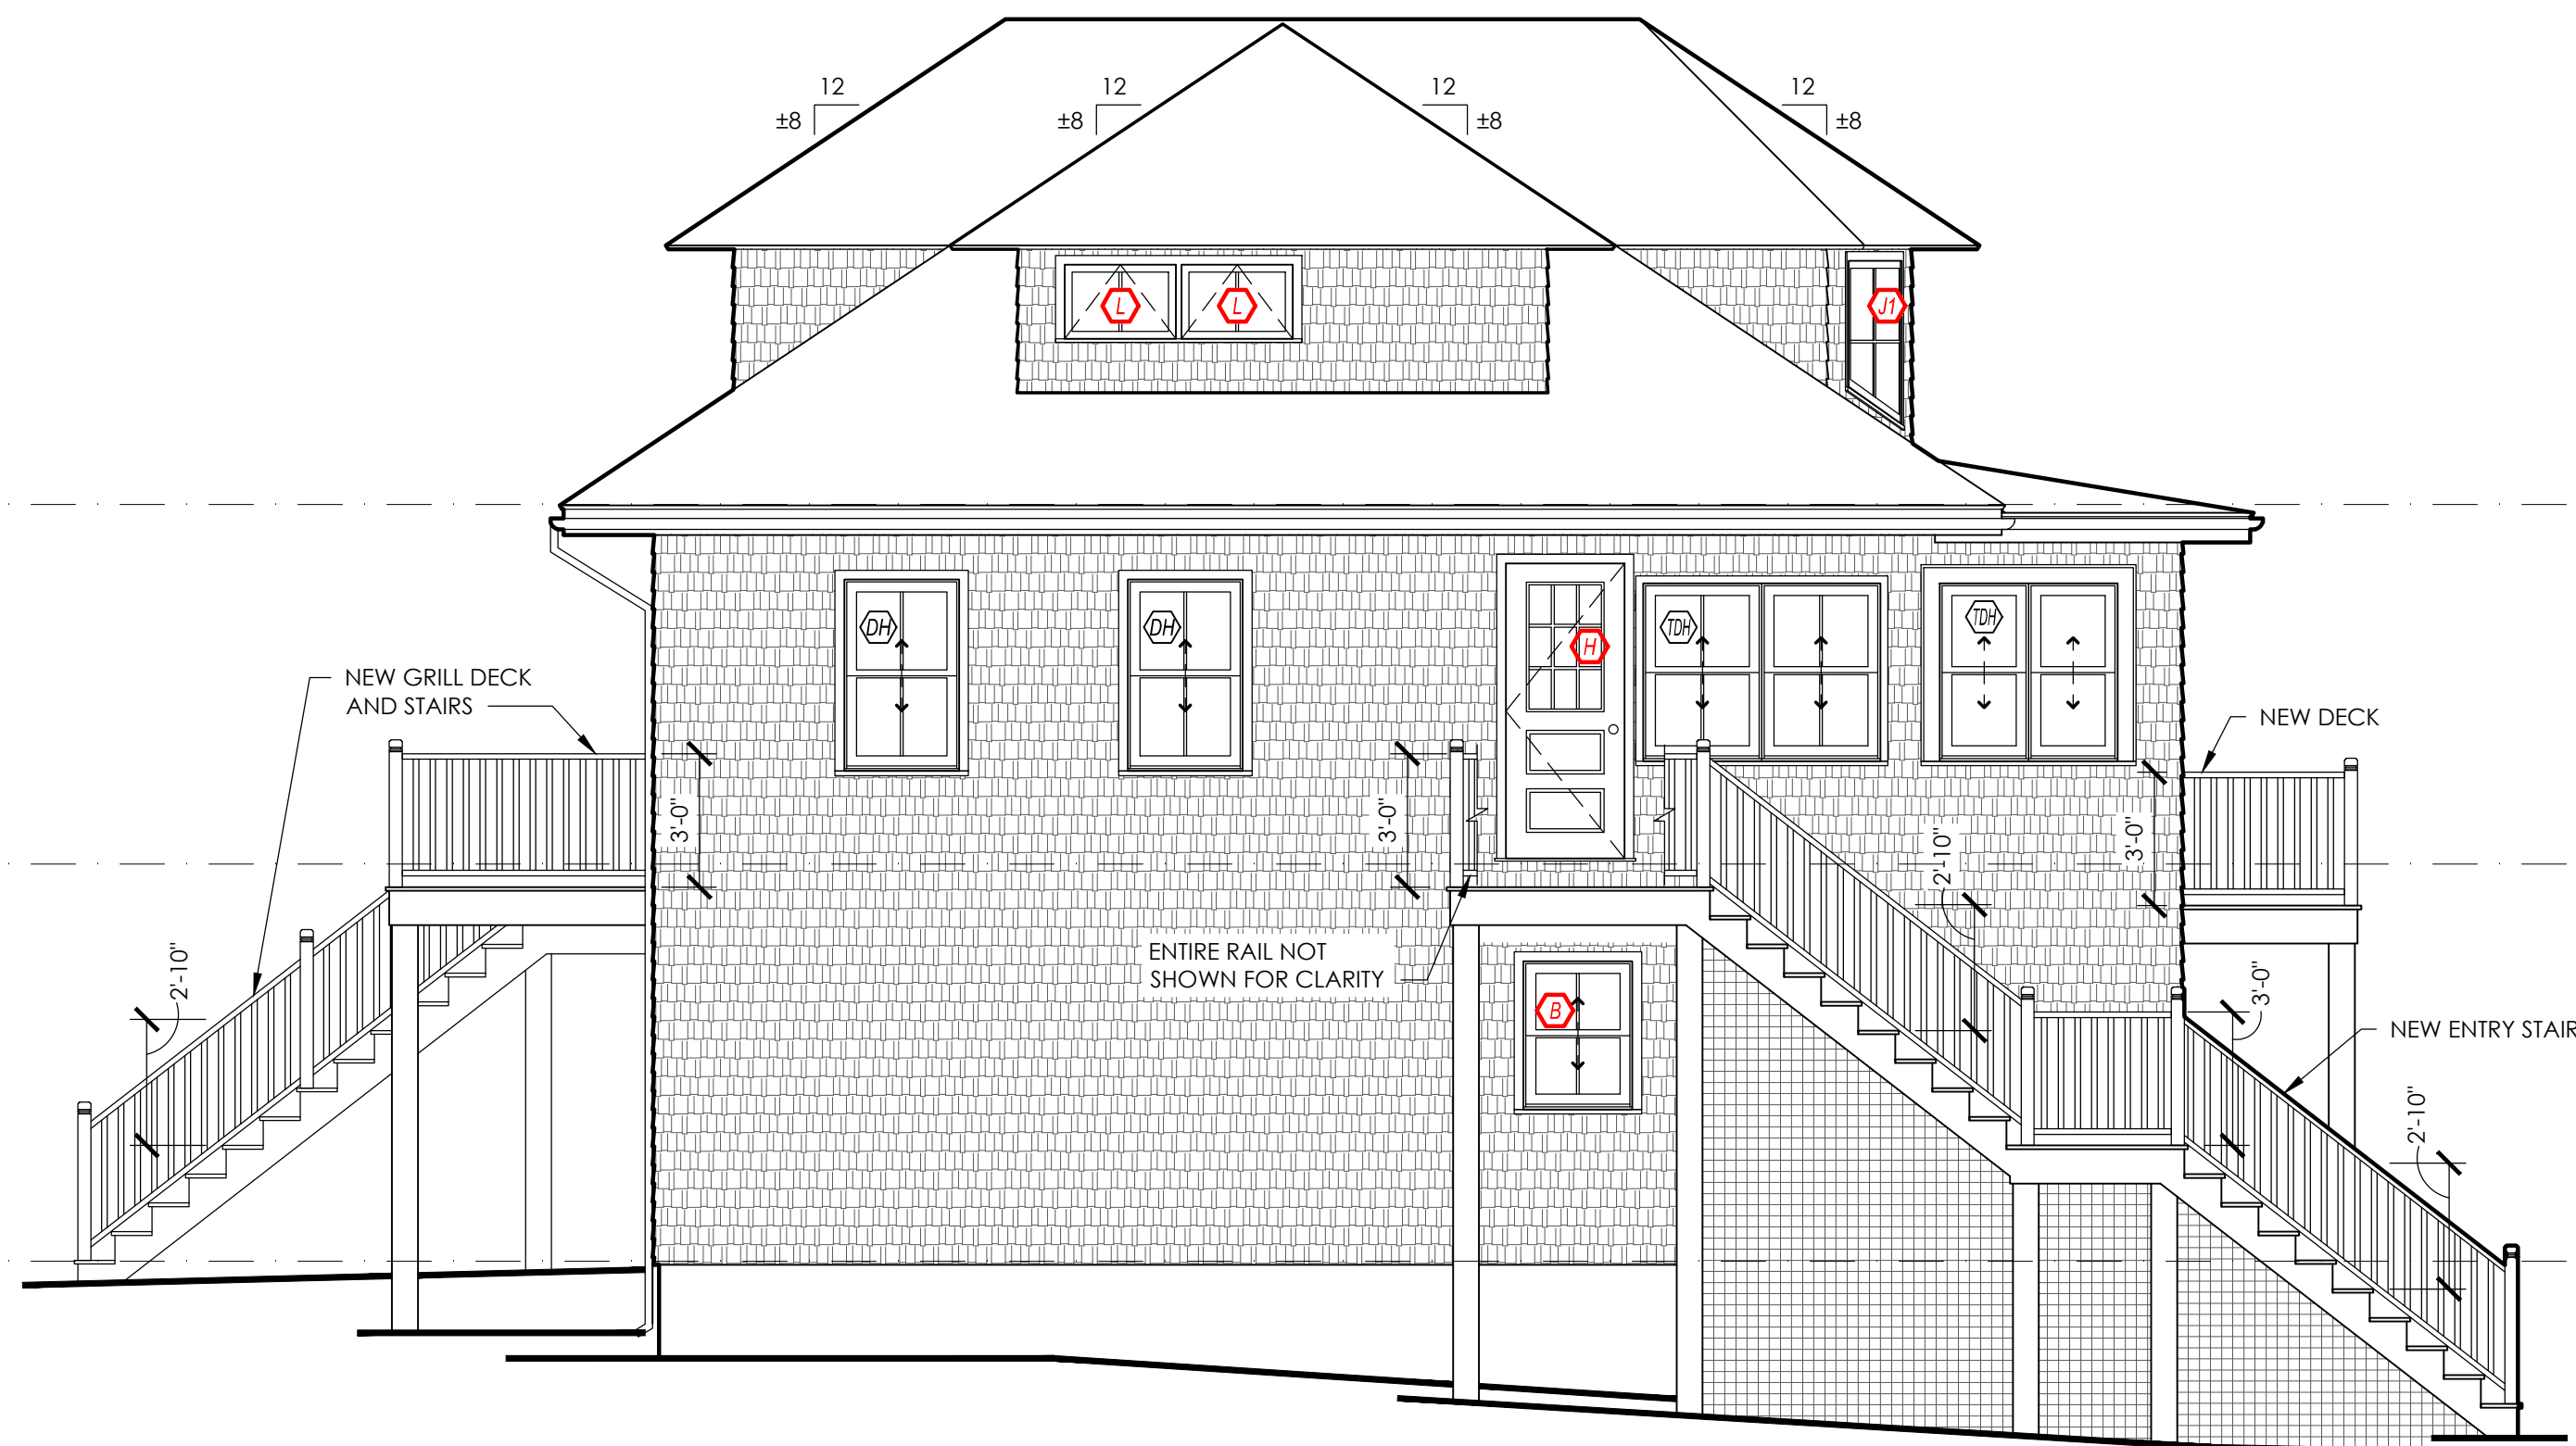 12
12
12
12
±8
±8
±8
±8
L
L
J1
DH
DH
TDH
TDH
H
NEW GRILL DECK
AND STAIRS
NEW DECK
3'-0"
3'-0"
2'-10"
3'-0"
ENTIRE RAIL NOT
SHOWN FOR CLARITY
2'-10"
3'-0"
B
NEW ENTRY STAIR
2'-10"